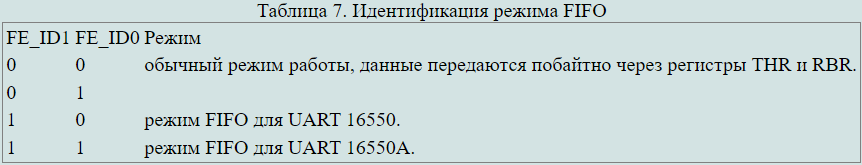 Таблица 7. Идентификация режима FIFO
FE_ID1 FE_ID0 Режим
0 0 обычный режим работы, данные передаются побайтно через регистры THR и RBR.
0 1
1 0 режим FIFO для UART 16550.
1 1 режим FIFO для UART 16550A.